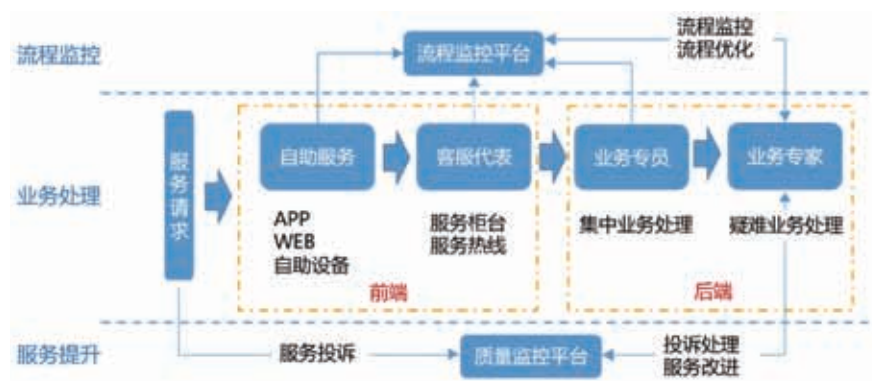 流程监控
流程监控平台
流程监控
流程优化
业务处理
服务请求
自助服务
客服代表
业务专员
业务专家
APP
WEB
自助设备
服务柜台
服务热线
集中业务处理
疑难业务处理
前端
后端
服务提升
服务投诉
质量监控平台
投诉处理
服务改进